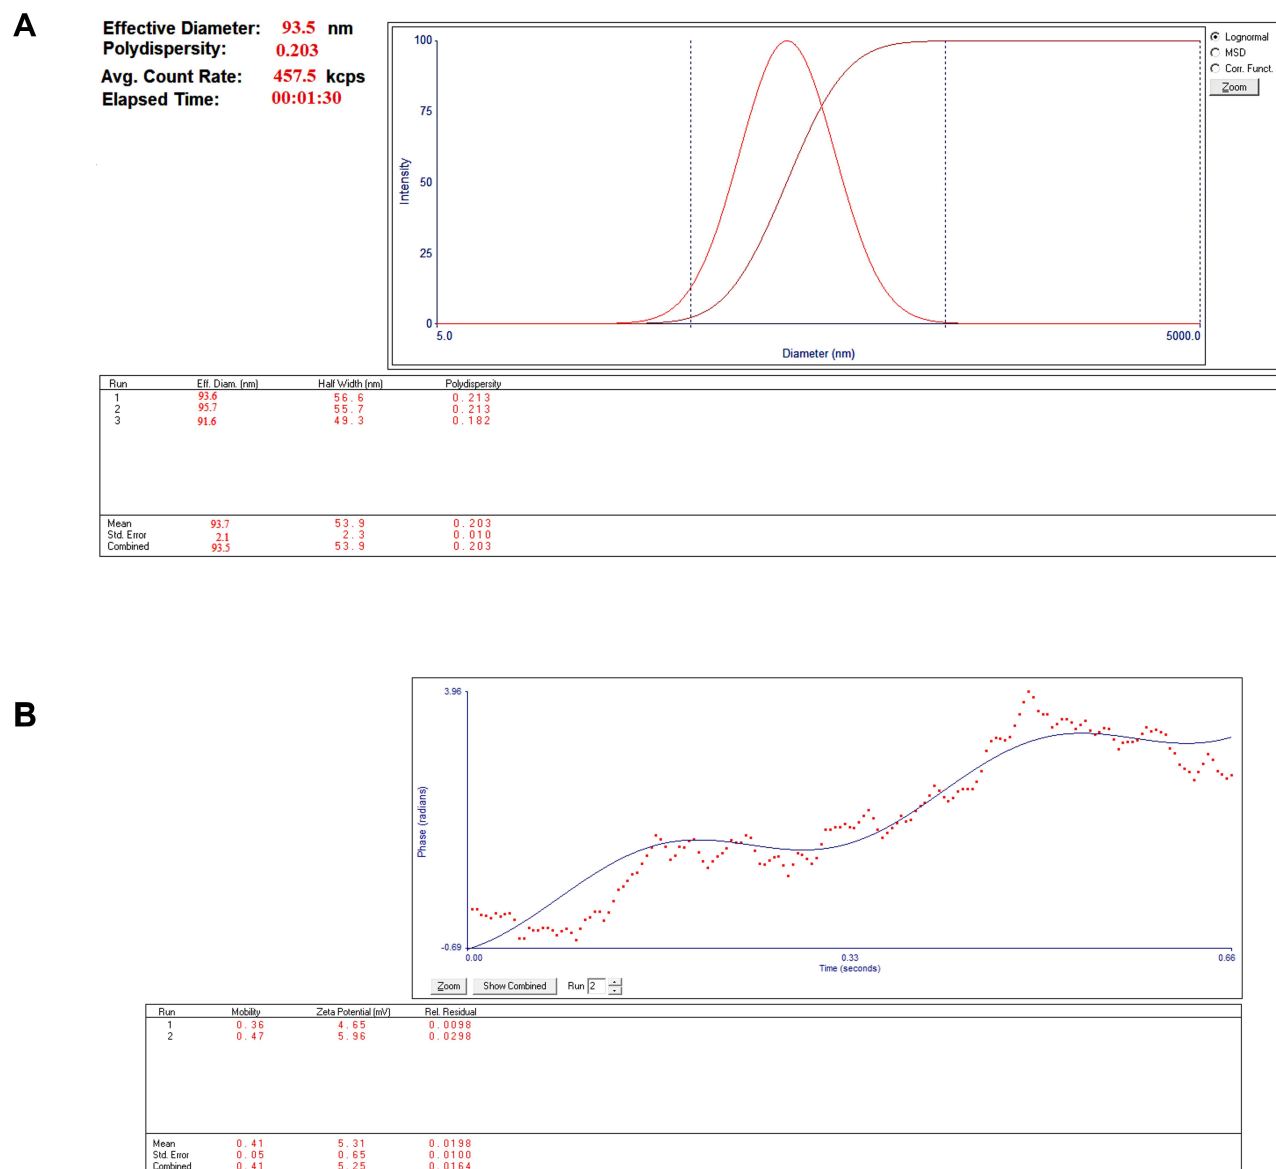 A
Effective Diameter: 93.5 nm
Polydispersity: 0.203
Avg. Count Rate: 457.5 kcps
Elapsed Time: 00:01:30
100
75
50
25
0
Intensity
5.0 5000.0
Diameter (nm)
Lognormal
MSD
Corr. Funct.
Zoom
Run Eff. Diam. (nm) Half Width (nm) Polydispersity
1 93.6 56.6 0.213
2 95.7 55.7 0.213
3 91.6 49.3 0.182
Mean 93.7 53.9 0.203
Std. Error 2.1 2.3 0.010
Combined 93.5 53.9 0.203
B
3.96
Phase (radians)
-0.69
0.00 0.33 0.66
Time (seconds)
Zoom Show Combined Run 2
Run Mobility Zeta Potential (mV) Rel. Residual
1 0.36 4.65 0.0098
2 0.47 5.96 0.0298
Mean 0.41 5.31 0.0198
Std. Error 0.05 0.65 0.0100
Combined 0.41 5.25 0.0164